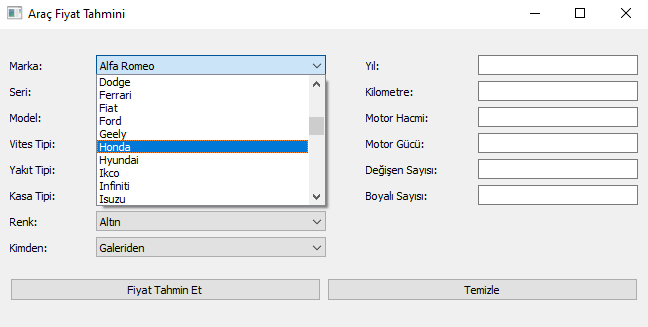 Araç Fiyat Tahmini
Marka: Alfa Romeo Yıl:
Dodge
Seri: Ferrari Kilometre:
Fiat
Model: Ford Motor Hacmi:
Geely
Vites Tipi: Honda Motor Gücü:
Hyundai
Yakıt Tipi: Ikco Değişen Sayısı:
Infiniti
Kasa Tipi: Isuzu Boyalı Sayısı:
Renk: Altın
Kimden: Galeriden
Fiyat Tahmin Et Temizle